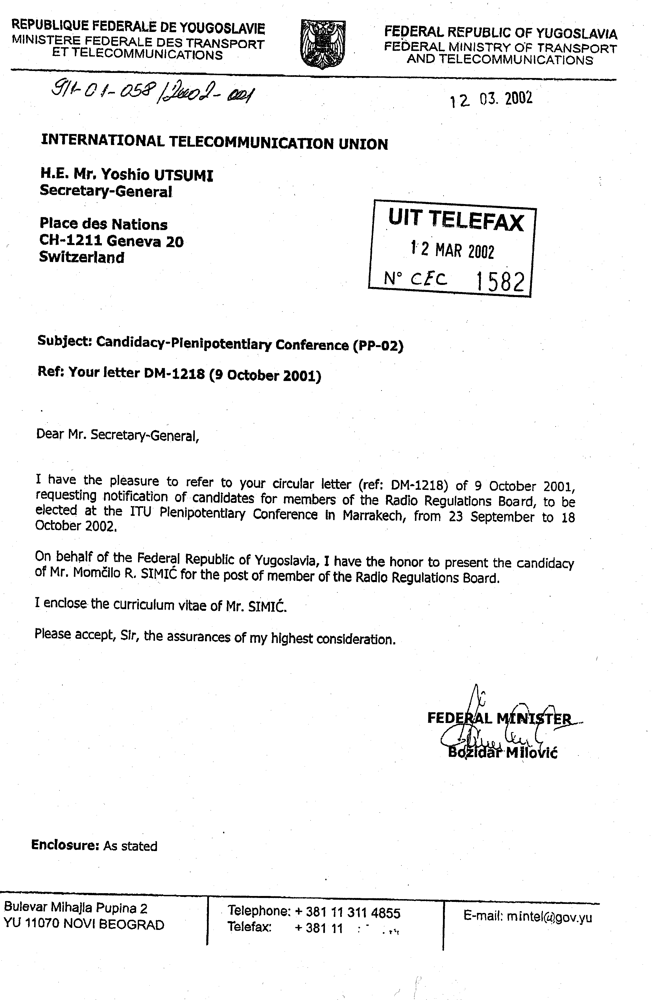 REPUBLIQUE FEDERALE DE YOUGOSLAVIE
MINISTERE FEDERALE DES TRANSPORT
ET TELECOMMUNICATIONS
FEDERAL REPUBLIC OF YUGOSLAVIA
FEDERAL MINISTRY OF TRANSPORT
AND TELECOMMUNICATIONS
12 03. 2002
INTERNATIONAL TELECOMMUNICATION UNION
H.E. Mr. Yoshio UTSUMI
Secretary-General
Place des Nations
CH-1211 Geneva 20
Switzerland
UIT TELEFAX
12 MAR 2002
N° CEC 1582
Subject: Candidacy-Plenipotentiary Conference (PP-02)
Ref: Your letter DM-1218 (9 October 2001)
Dear Mr. Secretary-General,
I have the pleasure to refer to your circular letter (ref: DM-1218) of 9 October 2001,
requesting notification of candidates for members of the Radio Regulations Board, to be
elected at the ITU Plenipotentiary Conference in Marrakech, from 23 September to 18
October 2002.
On behalf of the Federal Republic of Yugoslavia, I have the honor to present the candidacy
of Mr. Momčilo R. SIMIĆ for the post of member of the Radio Regulations Board.
I enclose the curriculum vitae of Mr. SIMIĆ.
Please accept, Sir, the assurances of my highest consideration.
FEDERAL MINISTER
Božidar Milović
Enclosure: As stated
Bulevar Mihajla Pupina 2
YU 11070 NOVI BEOGRAD
Telephone: + 381 11 311 4855
Telefax: + 381 11
E-mail: mintel@gov.yu